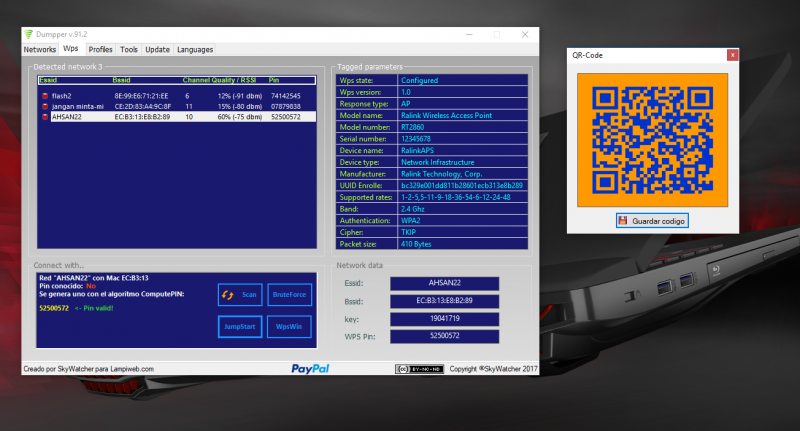 Dumpper v.91.2
Networks Wps Profiles Tools Update Languages
Detected network 3
Essid Bssid Channel Quality / RSSI Pin
flash2 8E:99:E6:71:21:EE 6 12% (-91 dbm) 74142545
jangan minta-mi CE:2D:83:A4:9C:8F 11 15% (-80 dbm) 07879838
AHSAN22 EC:B3:13:E8:B2:89 10 60% (-75 dbm) 52500572
Tagged parameters
Wps state: Configured
Wps version: 1.0
Response type: AP
Model name: Ralink Wireless Access Point
Model number: RT2860
Serial number: 12345678
Device name: RalinkAPS
Device type: Network Infrastructure
Manufacturer: Ralink Technology, Corp.
UUID Enrolle: bc329e001dd811b28601ecb313e8b289
Supported rates: 1-2-5,5-11-9-18-36-54-6-12-24-48
Band: 2.4 Ghz
Authentication: WPA2
Cipher: TKIP
Packet size: 410 Bytes
Connect with...
Red "AHSAN22" con Mac EC:B3:13
Pin conocido: No
Se genera uno con el algoritmo ComputePIN:
52500572 <- Pin valid!
Scan BruteForce
JumpStart WpsWin
Network data
Essid: AHSAN22
Bssid: EC:B3:13:E8:B2:89
key: 19041719
WPS Pin: 52500572
Creado por SkyWatcher para Lampiweb.com
PayPal
cc BY-NC-ND
Copyright ®SkyWatcher 2017
QR-Code
Guardar codigo